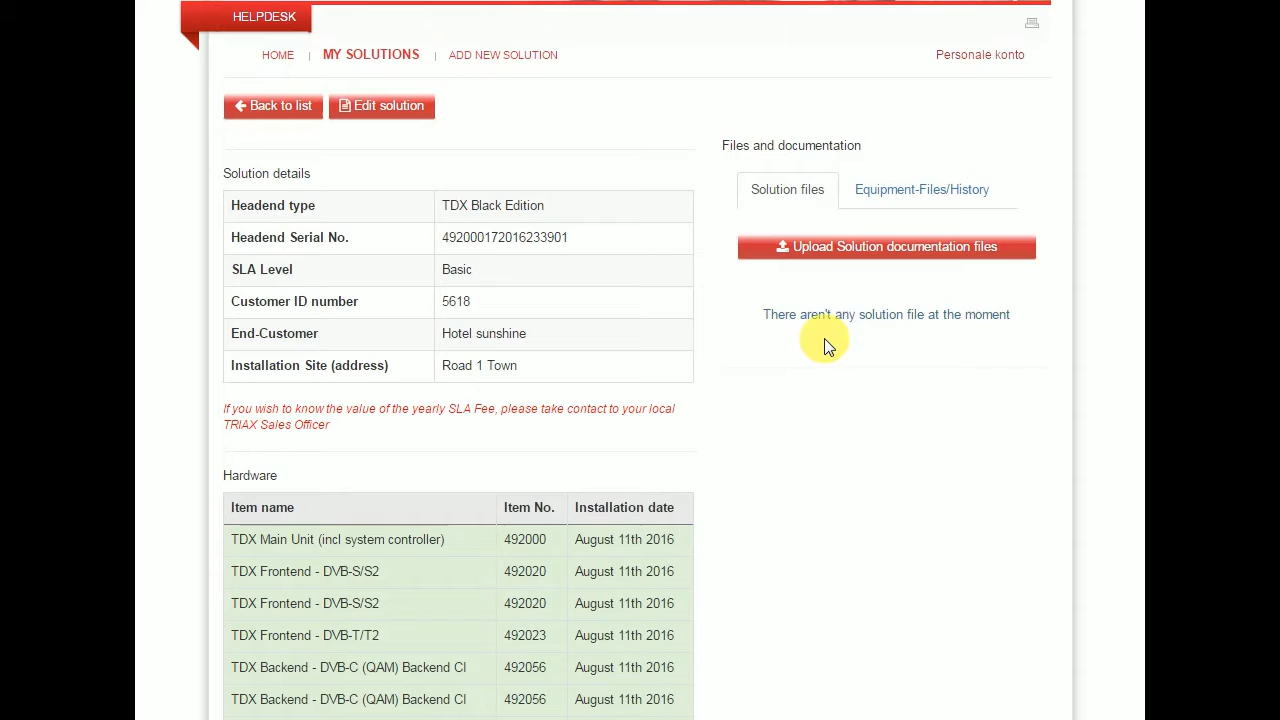 HELPDESK
HOME | MY SOLUTIONS | ADD NEW SOLUTION Personale konto
Back to list Edit solution
Files and documentation
Solution files Equipment-Files/History
Upload Solution documentation files
There aren't any solution file at the moment
Solution details
Headend type TDX Black Edition
Headend Serial No. 492000172016233901
SLA Level Basic
Customer ID number 5618
End-Customer Hotel sunshine
Installation Site (address) Road 1 Town
If you wish to know the value of the yearly SLA Fee, please take contact to your local
TRIAX Sales Officer
Hardware
Item name Item No. Installation date
TDX Main Unit (incl system controller) 492000 August 11th 2016
TDX Frontend - DVB-S/S2 492020 August 11th 2016
TDX Frontend - DVB-S/S2 492020 August 11th 2016
TDX Frontend - DVB-T/T2 492023 August 11th 2016
TDX Backend - DVB-C (QAM) Backend CI 492056 August 11th 2016
TDX Backend - DVB-C (QAM) Backend CI 492056 August 11th 2016